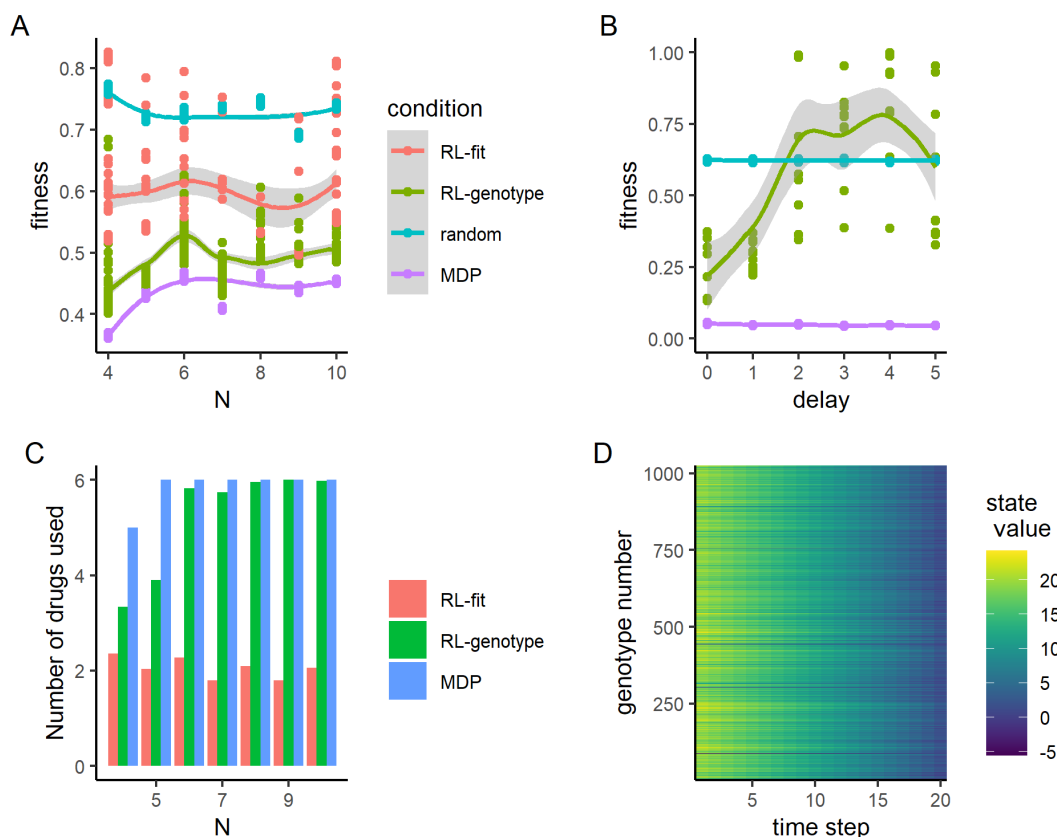 A
fitness
0.8
0.7
0.6
0.5
0.4
4
6
8
10
N
condition
RL-fit
RL-genotype
random
MDP
B
fitness
1.00
0.75
0.50
0.25
0.00
0
1
2
3
4
5
delay
C
Number of drugs used
6
4
2
0
5
7
9
N
RL-fit
RL-genotype
MDP
D
genotype number
1000
750
500
250
5
10
15
20
time step
state
value
20
15
10
5
0
-5